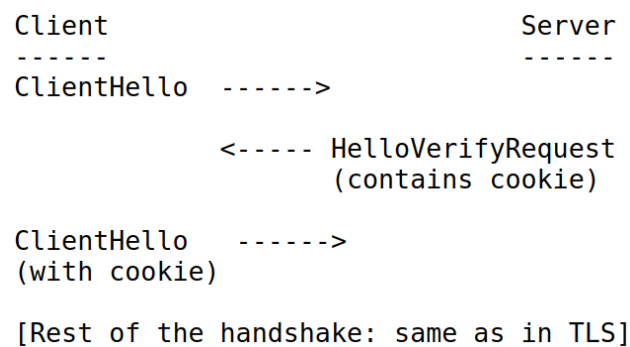 Client                           Server
------                           ------
ClientHello  ------>
<----- HelloVerifyRequest
(contains cookie)
ClientHello   ------>
(with cookie)
[Rest of the handshake: same as in TLS]